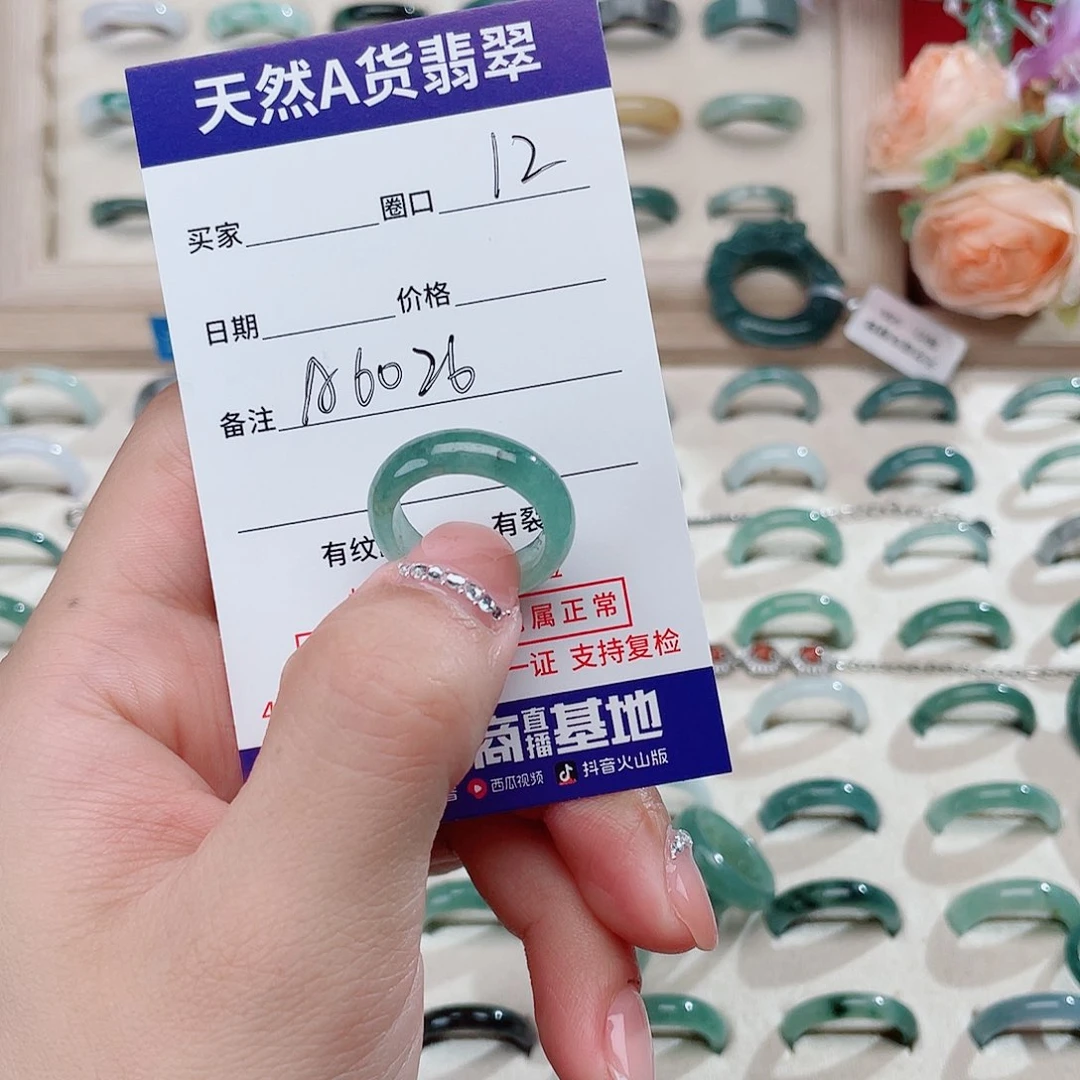 天然A货翡翠
买家 圈口 12
日期 价格
备注 A6026
有纹 有裂
属正常
一证 支持复检
商直播基地
西瓜视频 抖音火山版